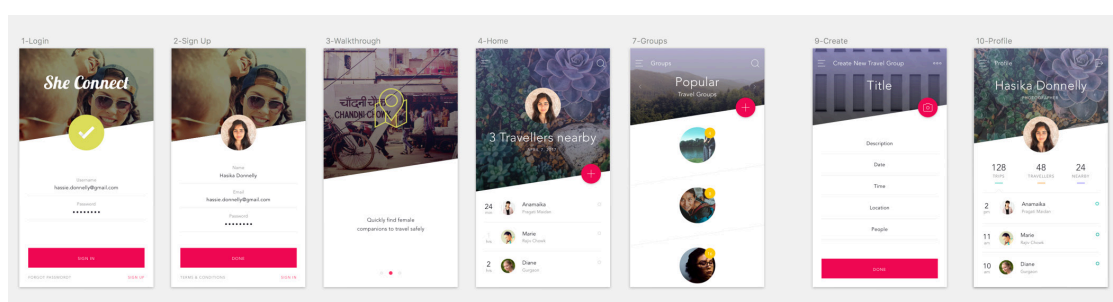 1-Login
She Connect
Username
hassie.donnelly@gmail.com
Password
SIGN IN
FORGOT PASSWORD?
SIGN UP
2-Sign Up
Name
Hasika Donnelly
Email
hassie.donnelly@gmail.com
Password
DONE
TERMS & CONDITIONS
SIGN IN
3-Walkthrough
चाँदनी चौक
CHANDNI CHOWK
Quickly find female
companions to travel safely
4-Home
3 Travellers nearby
24
Anamaika
Pragati Maidan
Marie
Rajiv Chowk
2
Diane
Gurgaon
7-Groups
Groups
Popular
Travel Groups
9-Create
Create New Travel Group
Title
Description
Date
Time
Location
People
DONE
10-Profile
Profile
Hasika Donnelly
PHOTOGRAPHER
128
48
24
TRIPS
TRAVELLERS
NEARBY
2
Anamaika
Pragati Maidan
11
Marie
Rajiv Chowk
10
Diane
Gurgaon